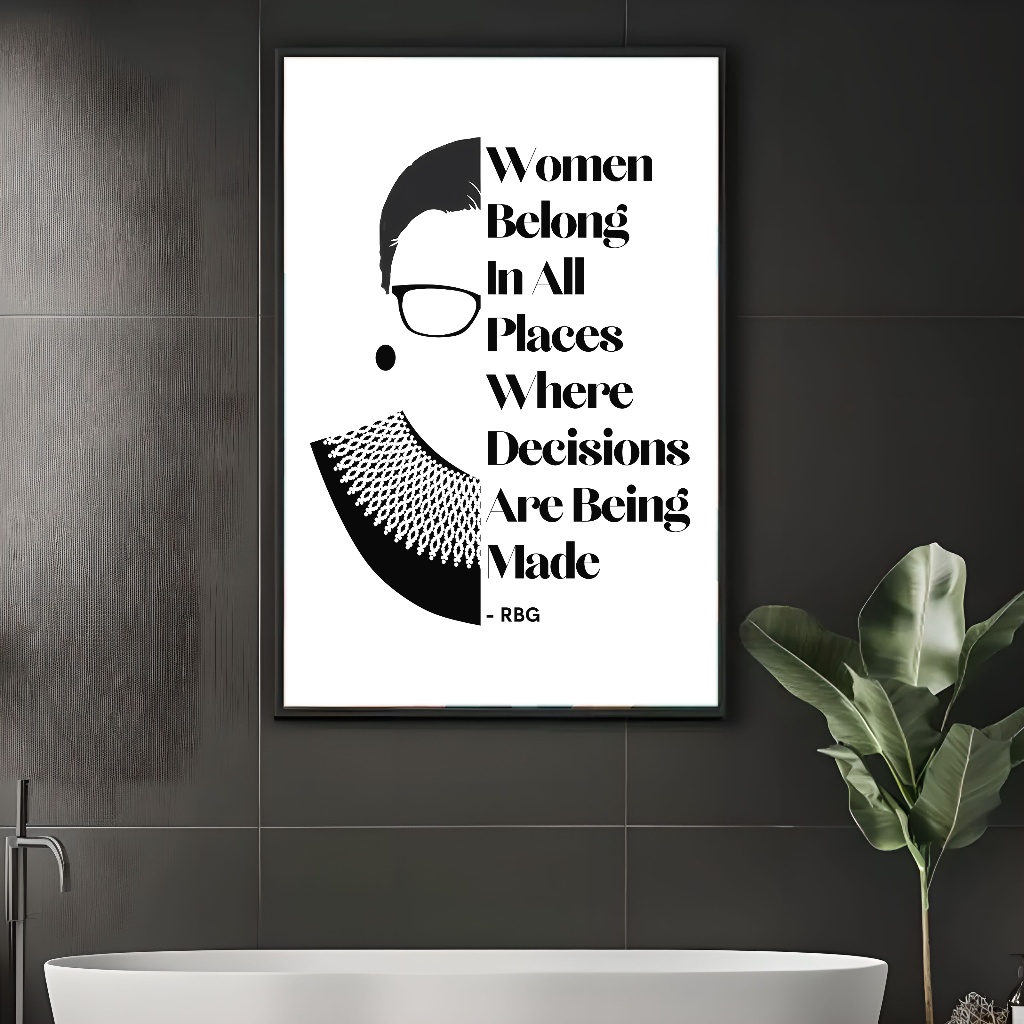 Women
Belong
In All
Places
Where
Decisions
Are Being
Made
- RBG